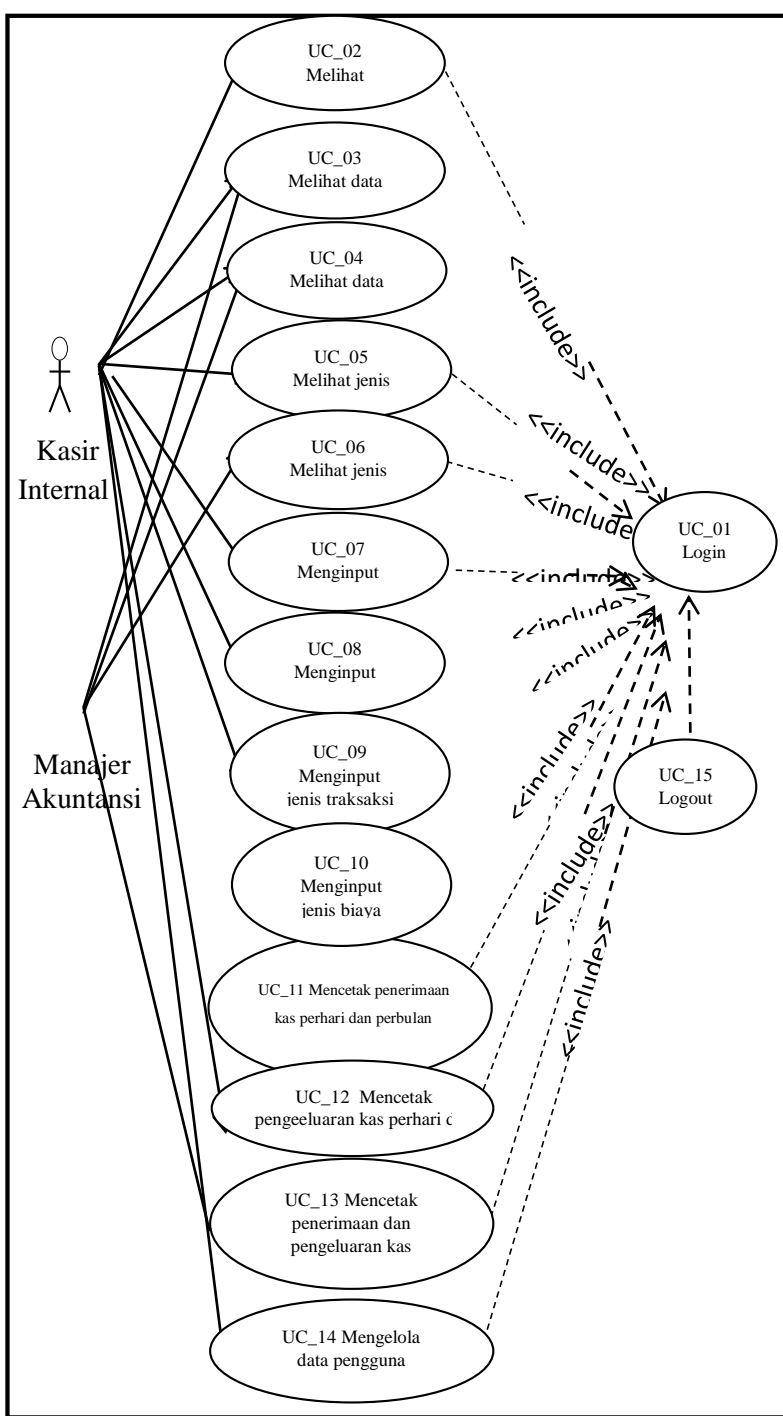 UC_02
Melihat
UC_03
Melihat data
UC_04
Melihat data
UC_05
Melihat jenis
UC_06
Melihat jenis
UC_07
Menginput
UC_08
Menginput
UC_09
Menginput
jenis traksaksi
UC_10
Menginput
jenis biaya
UC_11 Mencetak penerimaan
kas perhari dan perbulan
UC_12 Mencetak
pengeeluaran kas perhari d
UC_13 Mencetak
penerimaan dan
pengeluaran kas
UC_14 Mengelola
data pengguna
Kasir
Internal
Manajer
Akuntansi
<<include>>
<<include>>
<<include
<<include>>
<<include>>
<<include>>
<<include>>
<<include>>
<<include>>
UC_01
Login
UC_15
Logout